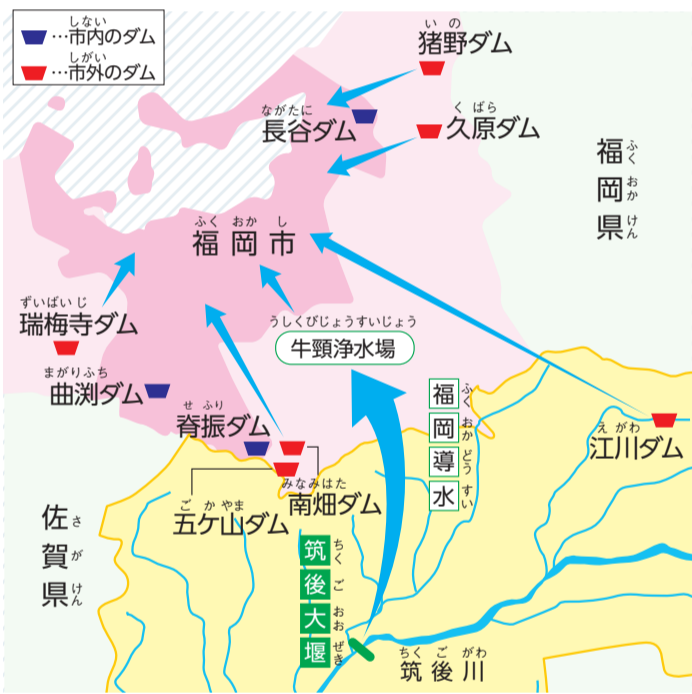 しない
…市内のダム
しがい
…市外のダム
いの
猪野ダム
ながたに
長谷ダム
くばら
久原ダム
福岡県
ふくおかけん
ふくおかし
福岡市
ずいばいじ
瑞梅寺ダム
うしくびじょうすいじょう
牛頸浄水場
まがりふち
曲渕ダム
せふり
脊振ダム
福岡導水
ふくおかどうすい
えがわ
江川ダム
みなみはた
南畑ダム
ごかやま
五ケ山ダム
佐賀県
さがけん
筑後大堰
ちくごおおぜき
ちくごがわ
筑後川